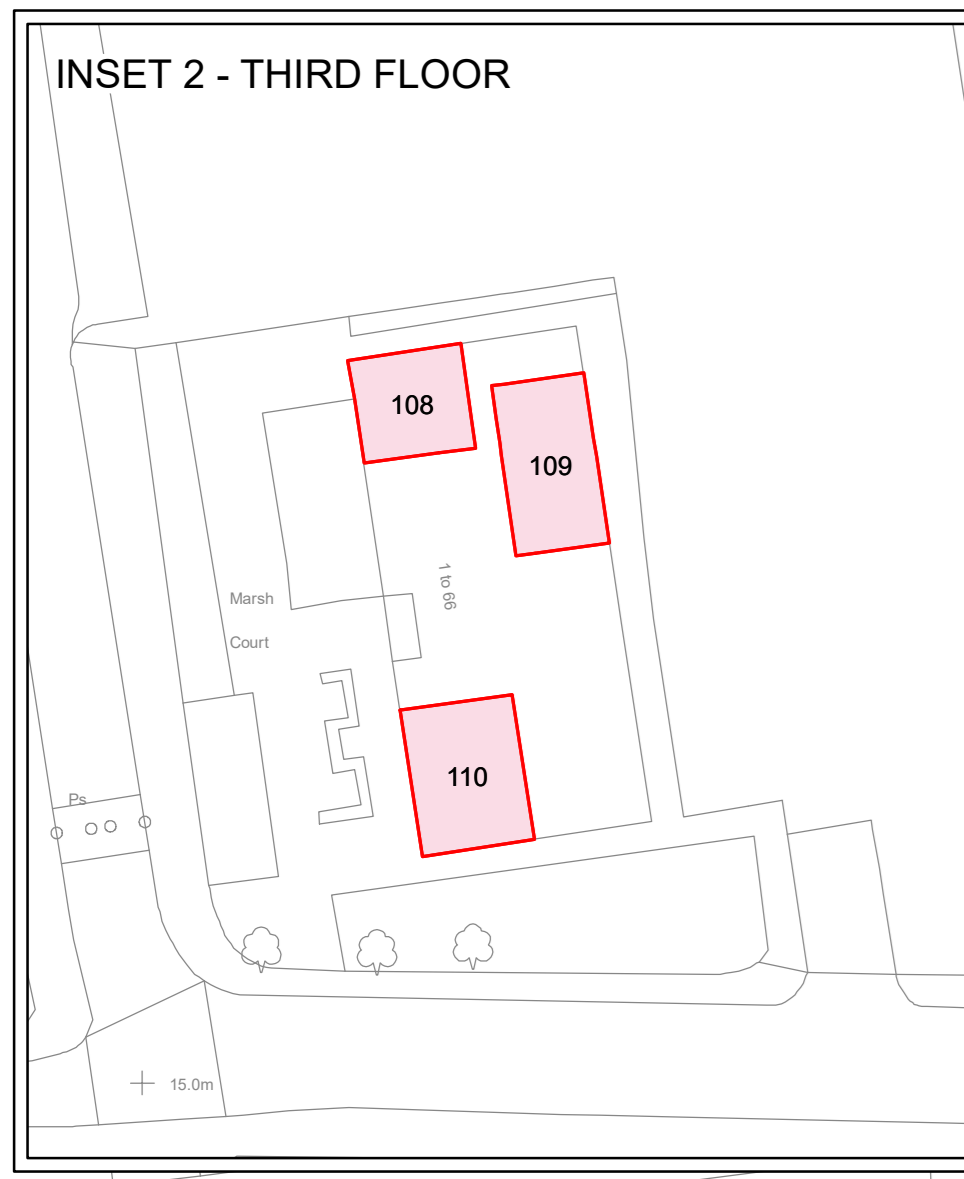 INSET 2 - THIRD FLOOR
108
109
1 to 66
Marsh
Court
110
Ps
15.0m